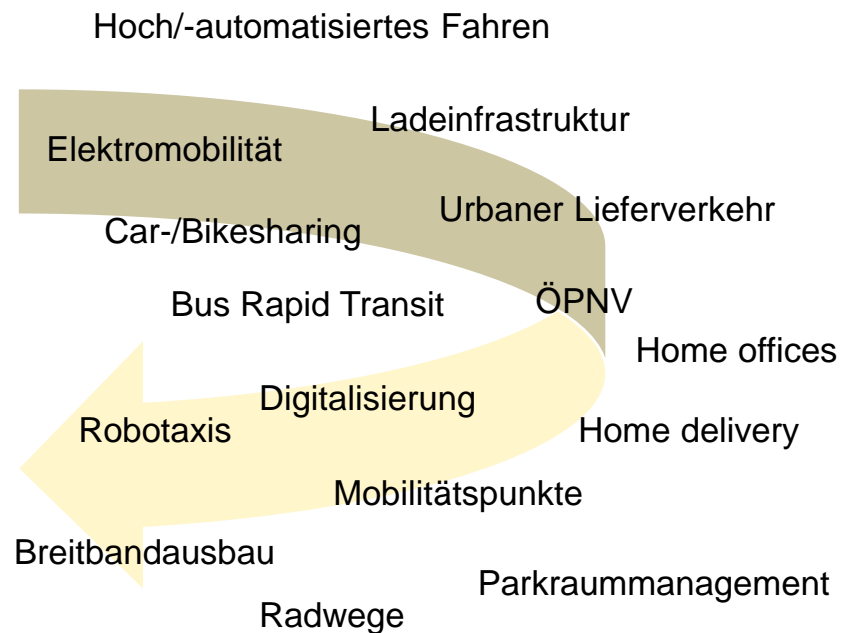 Hoch/-automatisiertes Fahren
Ladeinfrastruktur
Elektromobilität
Urbaner Lieferverkehr
Car-/Bikesharing
Bus Rapid Transit
ÖPNV
Home offices
Digitalisierung
Robotaxis
Home delivery
Mobilitätspunkte
Breitbandausbau
Parkraummanagement
Radwege